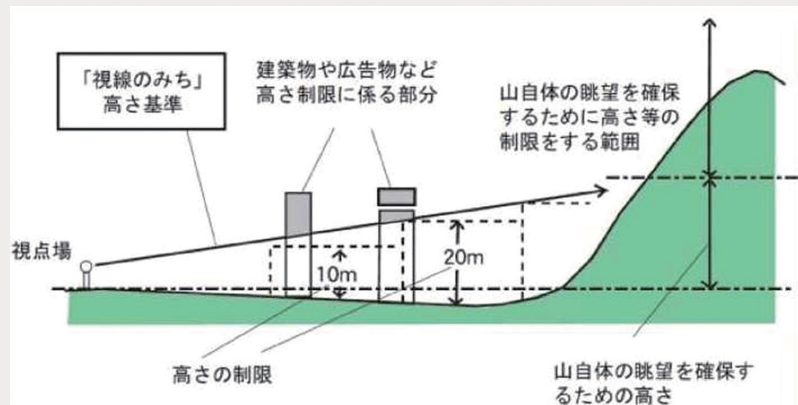 「視線のみち」
高さ基準
建築物や広告物など
高さ制限に係る部分
山自体の眺望を確保
するために高さ等の
制限をする範囲
視点場
10m
20m
高さの制限
山自体の眺望を確保す
るための高さ